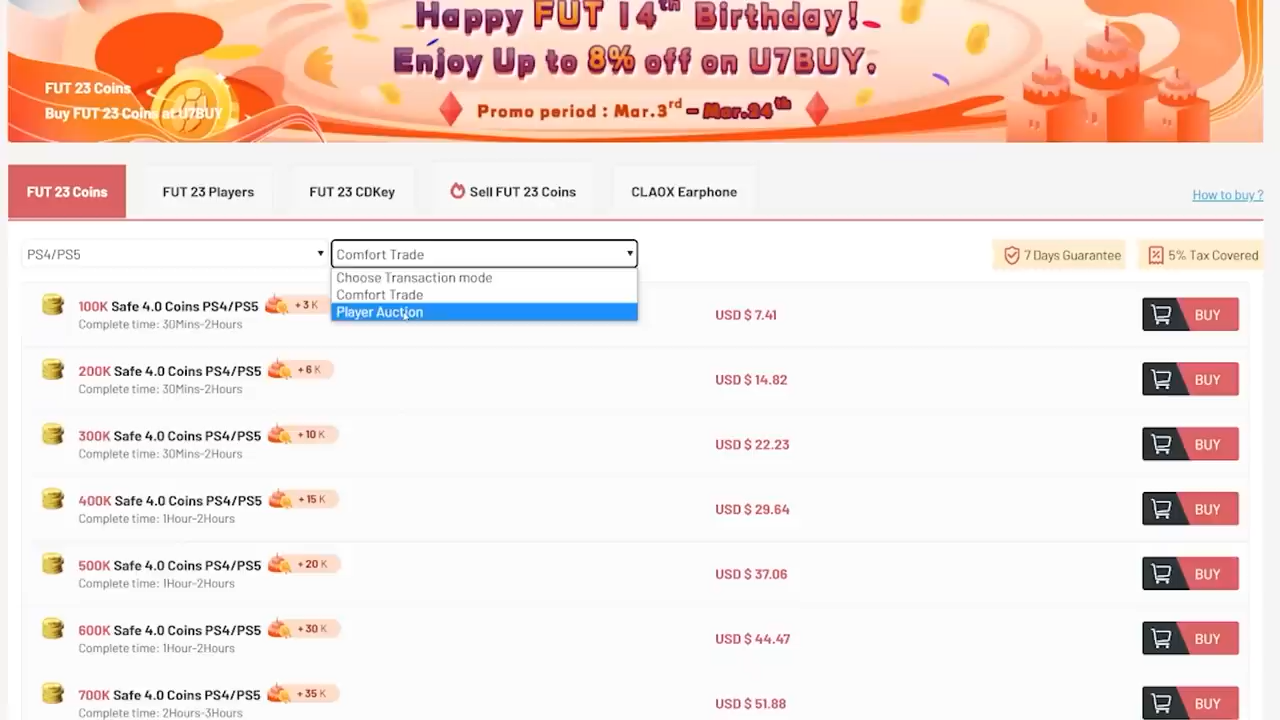 Happy FUT 14th Birthday!
Enjoy Up to 8% off on U7BUY.
Promo period : Mar.3rd - Mar.24th
FUT 23 Coins
Buy FUT 23 Coins at U7BUY
FUT 23 Coins
FUT 23 Players
FUT 23 CDKey
Sell FUT 23 Coins
CLAOX Earphone
How to buy ?
PS4/PS5
Comfort Trade
7 Days Guarantee
5% Tax Covered
Choose Transaction mode
Comfort Trade
Player Auction
100K Safe 4.0 Coins PS4/PS5 + 3 K
Complete time: 30Mins-2Hours
USD $ 7.41
BUY
200K Safe 4.0 Coins PS4/PS5 + 6 K
Complete time: 30Mins-2Hours
USD $ 14.82
BUY
300K Safe 4.0 Coins PS4/PS5 + 10 K
Complete time: 30Mins-2Hours
USD $ 22.23
BUY
400K Safe 4.0 Coins PS4/PS5 + 15 K
Complete time: 1Hour-2Hours
USD $ 29.64
BUY
500K Safe 4.0 Coins PS4/PS5 + 20 K
Complete time: 1Hour-2Hours
USD $ 37.06
BUY
600K Safe 4.0 Coins PS4/PS5 + 30 K
Complete time: 1Hour-2Hours
USD $ 44.47
BUY
700K Safe 4.0 Coins PS4/PS5 + 35 K
Complete time: 2Hours-3Hours
USD $ 51.88
BUY